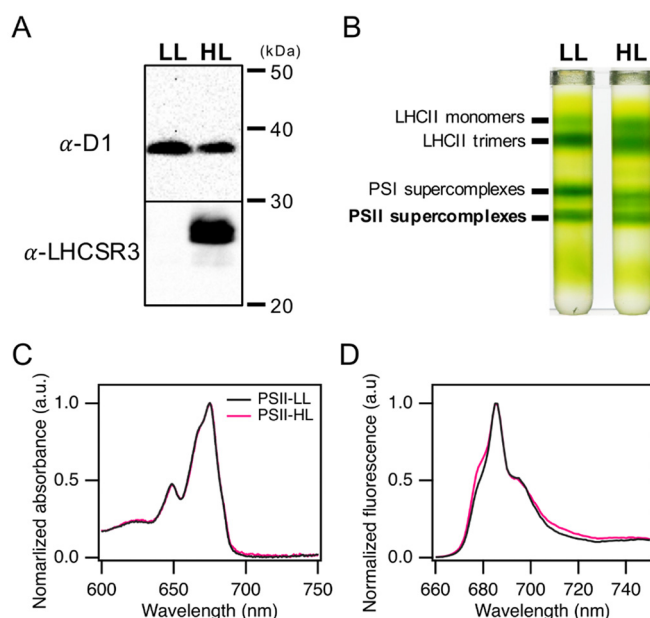 A
LL HL (kDa)
50
α-D1
40
30
α-LHCSR3
20
B
LL HL
LHCII monomers
LHCII trimers
PSI supercomplexes
PSII supercomplexes
C
Nomarlized absorbance (a.u.)
1.0
0.5
0.0
PSII-LL
PSII-HL
600 650 700 750
Wavelength (nm)
D
Normalized fluorescence (a.u)
1.0
0.5
0.0
660 680 700 720 740
Wavelength (nm)